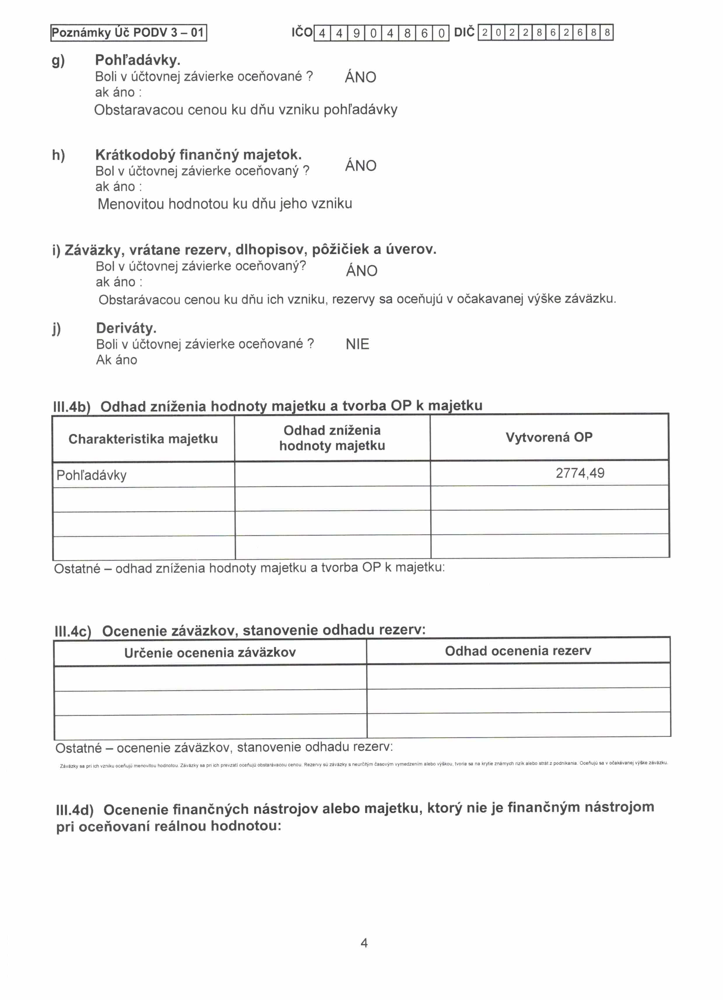 Poznámky Úč PODV 3 – 01 IČO 4 4 9 0 4 8 6 0 DIČ 2 0 2 2 8 6 2 6 8 8
g) Pohľadávky.
Boli v účtovnej závierke oceňované ? ÁNO
ak áno :
Obstaravacou cenou ku dňu vzniku pohľadávky
h) Krátkodobý finančný majetok.
Bol v účtovnej závierke oceňovaný ? ÁNO
ak áno :
Menovitou hodnotou ku dňu jeho vzniku
i) Záväzky, vrátane rezerv, dlhopisov, pôžičiek a úverov.
Bol v účtovnej závierke oceňovaný? ÁNO
ak áno :
Obstarávacou cenou ku dňu ich vzniku, rezervy sa oceňujú v očakavanej výške záväzku.
j) Deriváty.
Boli v účtovnej závierke oceňované ? NIE
Ak áno
III.4b) Odhad zníženia hodnoty majetku a tvorba OP k majetku
Charakteristika majetku Odhad zníženia hodnoty majetku Vytvorená OP
Pohľadávky 2774,49
Ostatné – odhad zníženia hodnoty majetku a tvorba OP k majetku:
III.4c) Ocenenie záväzkov, stanovenie odhadu rezerv:
Určenie ocenenia záväzkov Odhad ocenenia rezerv
Ostatné – ocenenie záväzkov, stanovenie odhadu rezerv:
Záväzky sa pri ich vzniku oceňujú menovitou hodnotou. Záväzky sa pri ich prevzatí oceňujú obstarávacou cenou. Rezervy sú záväzky s neurčitým časovým vymedzením alebo výškou, tvoria sa na krytie známych rizík alebo strát z podnikania. Oceňujú sa v očakávanej výške záväzku.
III.4d) Ocenenie finančných nástrojov alebo majetku, ktorý nie je finančným nástrojom
pri oceňovaní reálnou hodnotou:
4